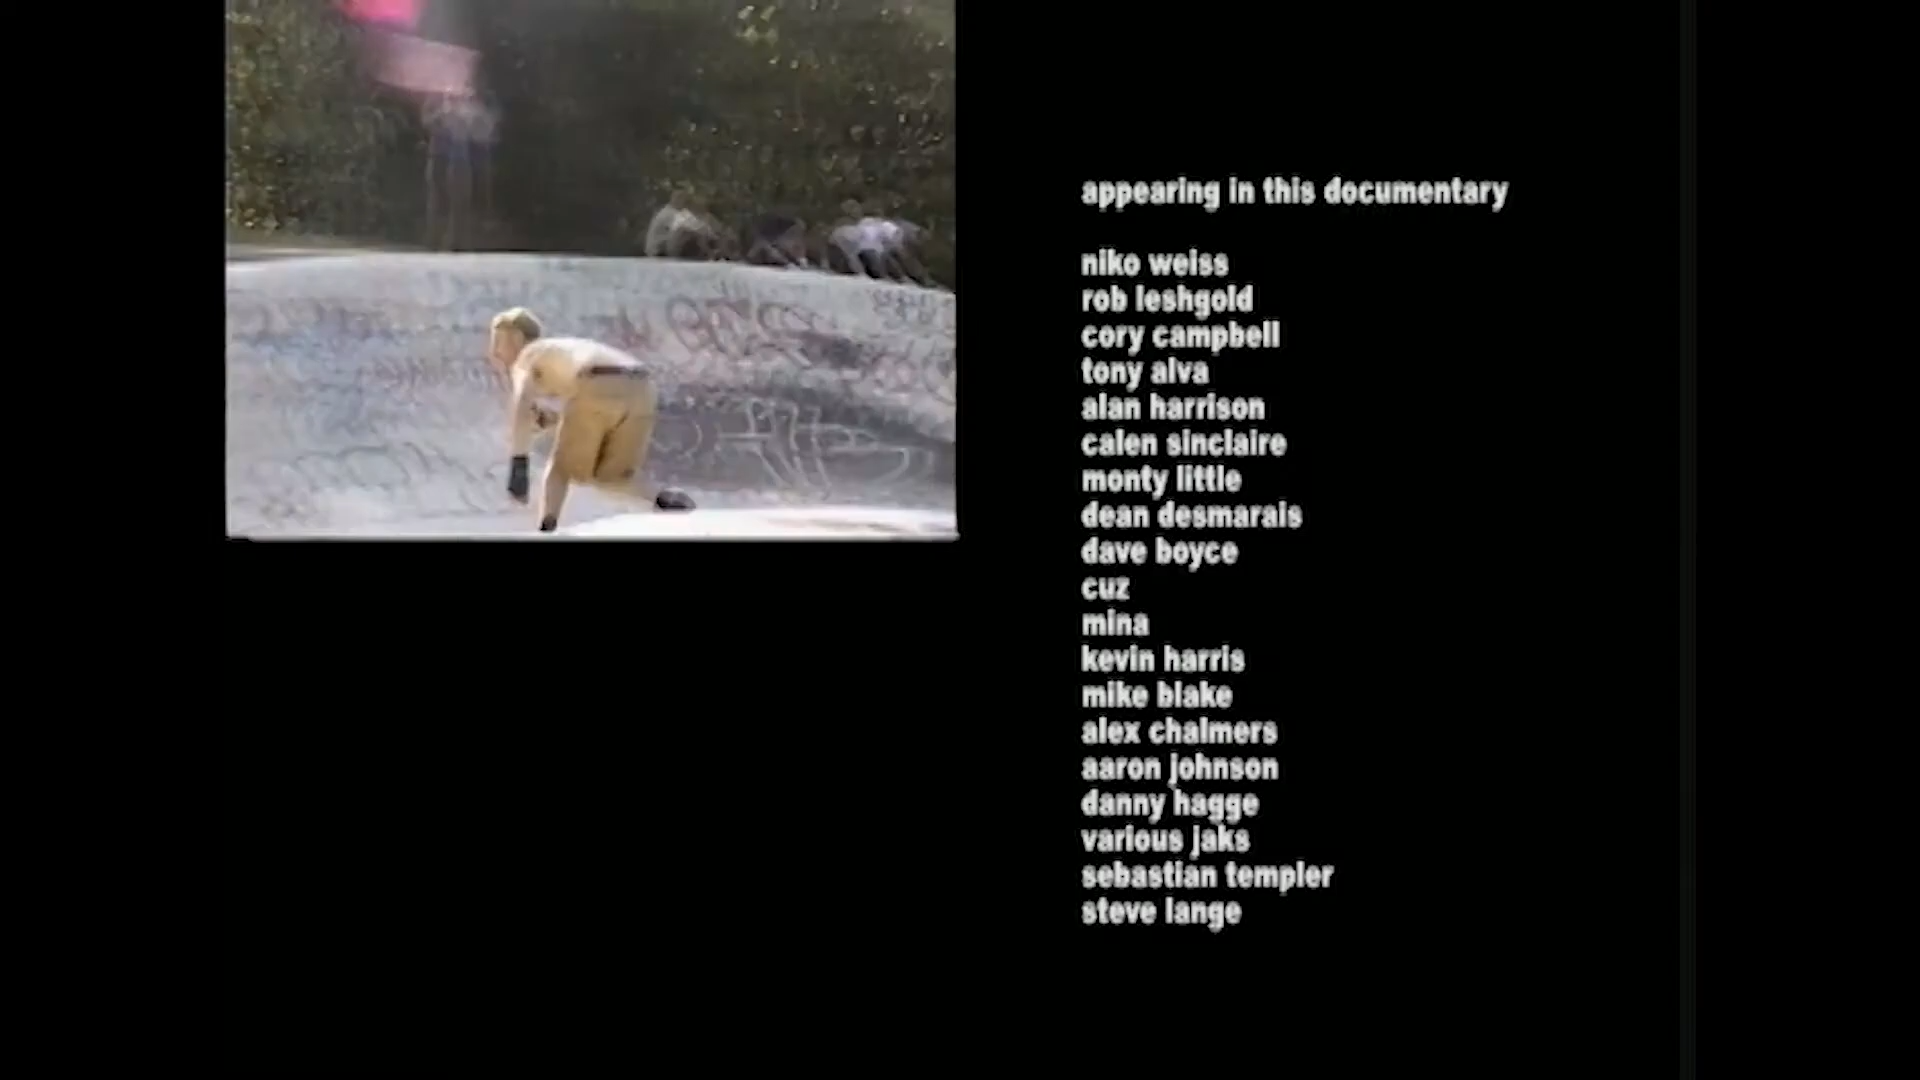 appearing in this documentary
niko weiss
rob leshgold
cory campbell
tony alva
alan harrison
calen sinclaire
monty little
dean desmarais
dave boyce
cuz
mina
kevin harris
mike blake
alex chalmers
aaron johnson
danny hagge
various jaks
sebastian templer
steve lange